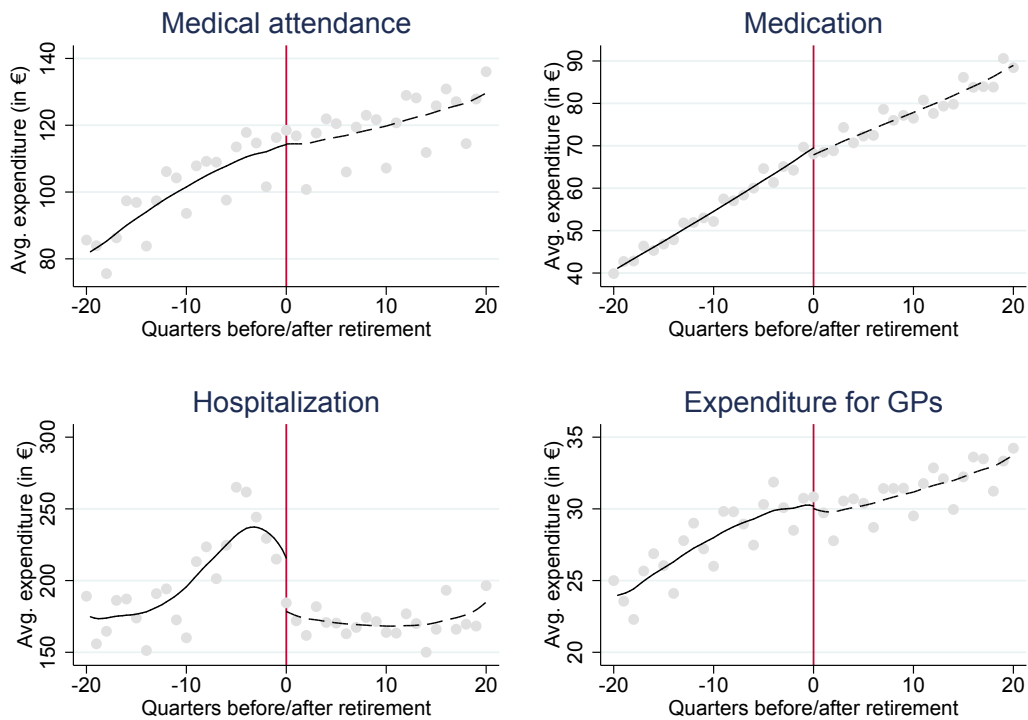 Medical attendance
Avg. expenditure (in €)
140
120
100
80
-20 -10 0 10 20
Quarters before/after retirement
Medication
Avg. expenditure (in €)
90
80
70
60
50
40
-20 -10 0 10 20
Quarters before/after retirement
Hospitalization
Avg. expenditure (in €)
300
250
200
150
-20 -10 0 10 20
Quarters before/after retirement
Expenditure for GPs
Avg. expenditure (in €)
35
30
25
20
-20 -10 0 10 20
Quarters before/after retirement